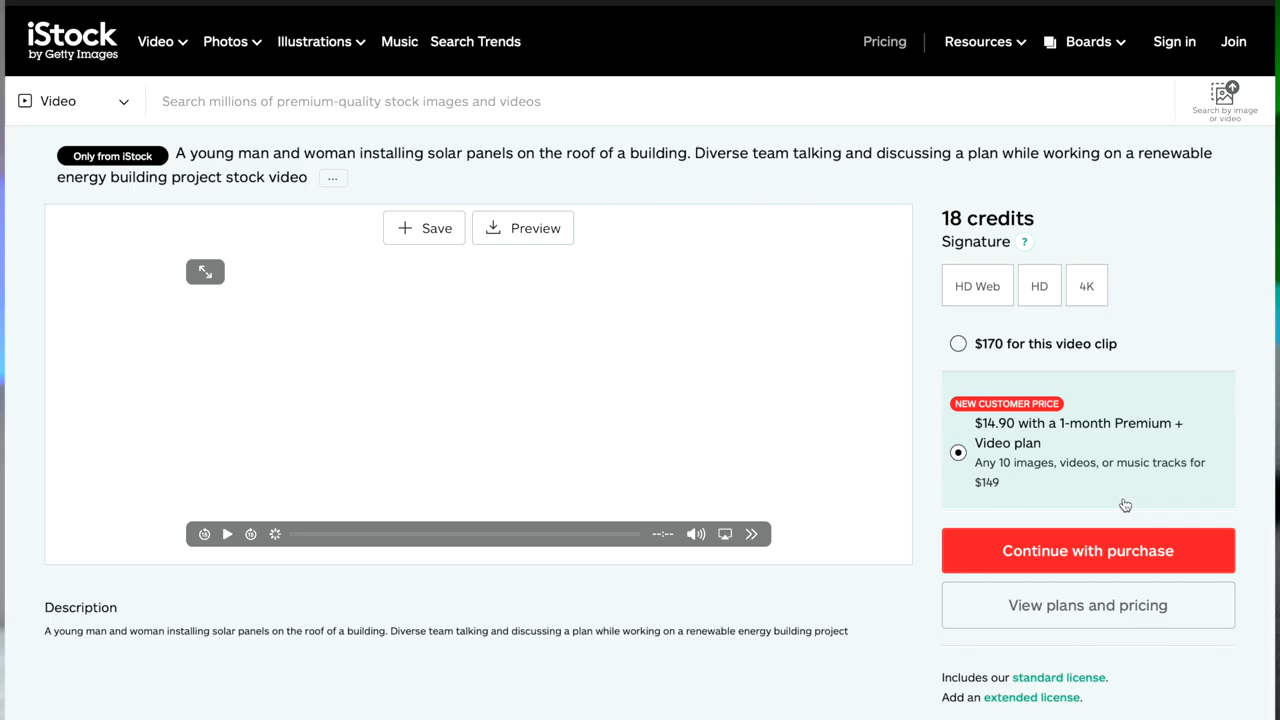 iStock
by Getty Images
Video
Photos
Illustrations
Music
Search Trends
Pricing
Resources
Boards
Sign in
Join
Video
Search millions of premium-quality stock images and videos
Search by image
or video
Only from iStock
A young man and woman installing solar panels on the roof of a building. Diverse team talking and discussing a plan while working on a renewable
energy building project stock video
...
Save
Preview
18 credits
Signature ?
HD Web
HD
4K
$170 for this video clip
NEW CUSTOMER PRICE
$14.90 with a 1-month Premium +
Video plan
Any 10 images, videos, or music tracks for
$149
--:--
Continue with purchase
View plans and pricing
Description
A young man and woman installing solar panels on the roof of a building. Diverse team talking and discussing a plan while working on a renewable energy building project
Includes our standard license.
Add an extended license.